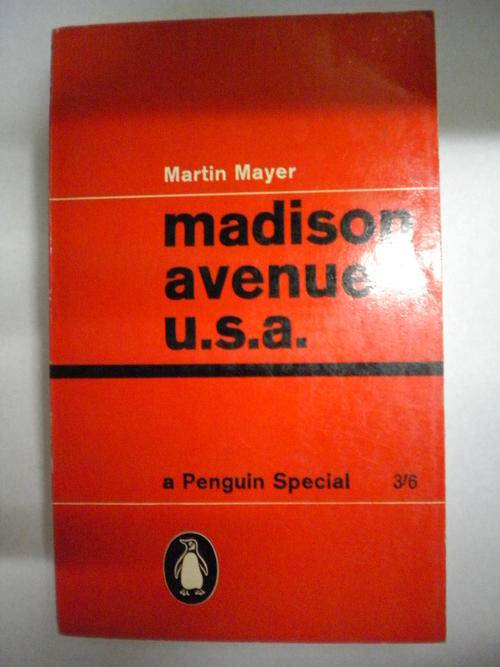 Martin Mayer
madison
avenue
u.s.a.
a Penguin Special 3/6